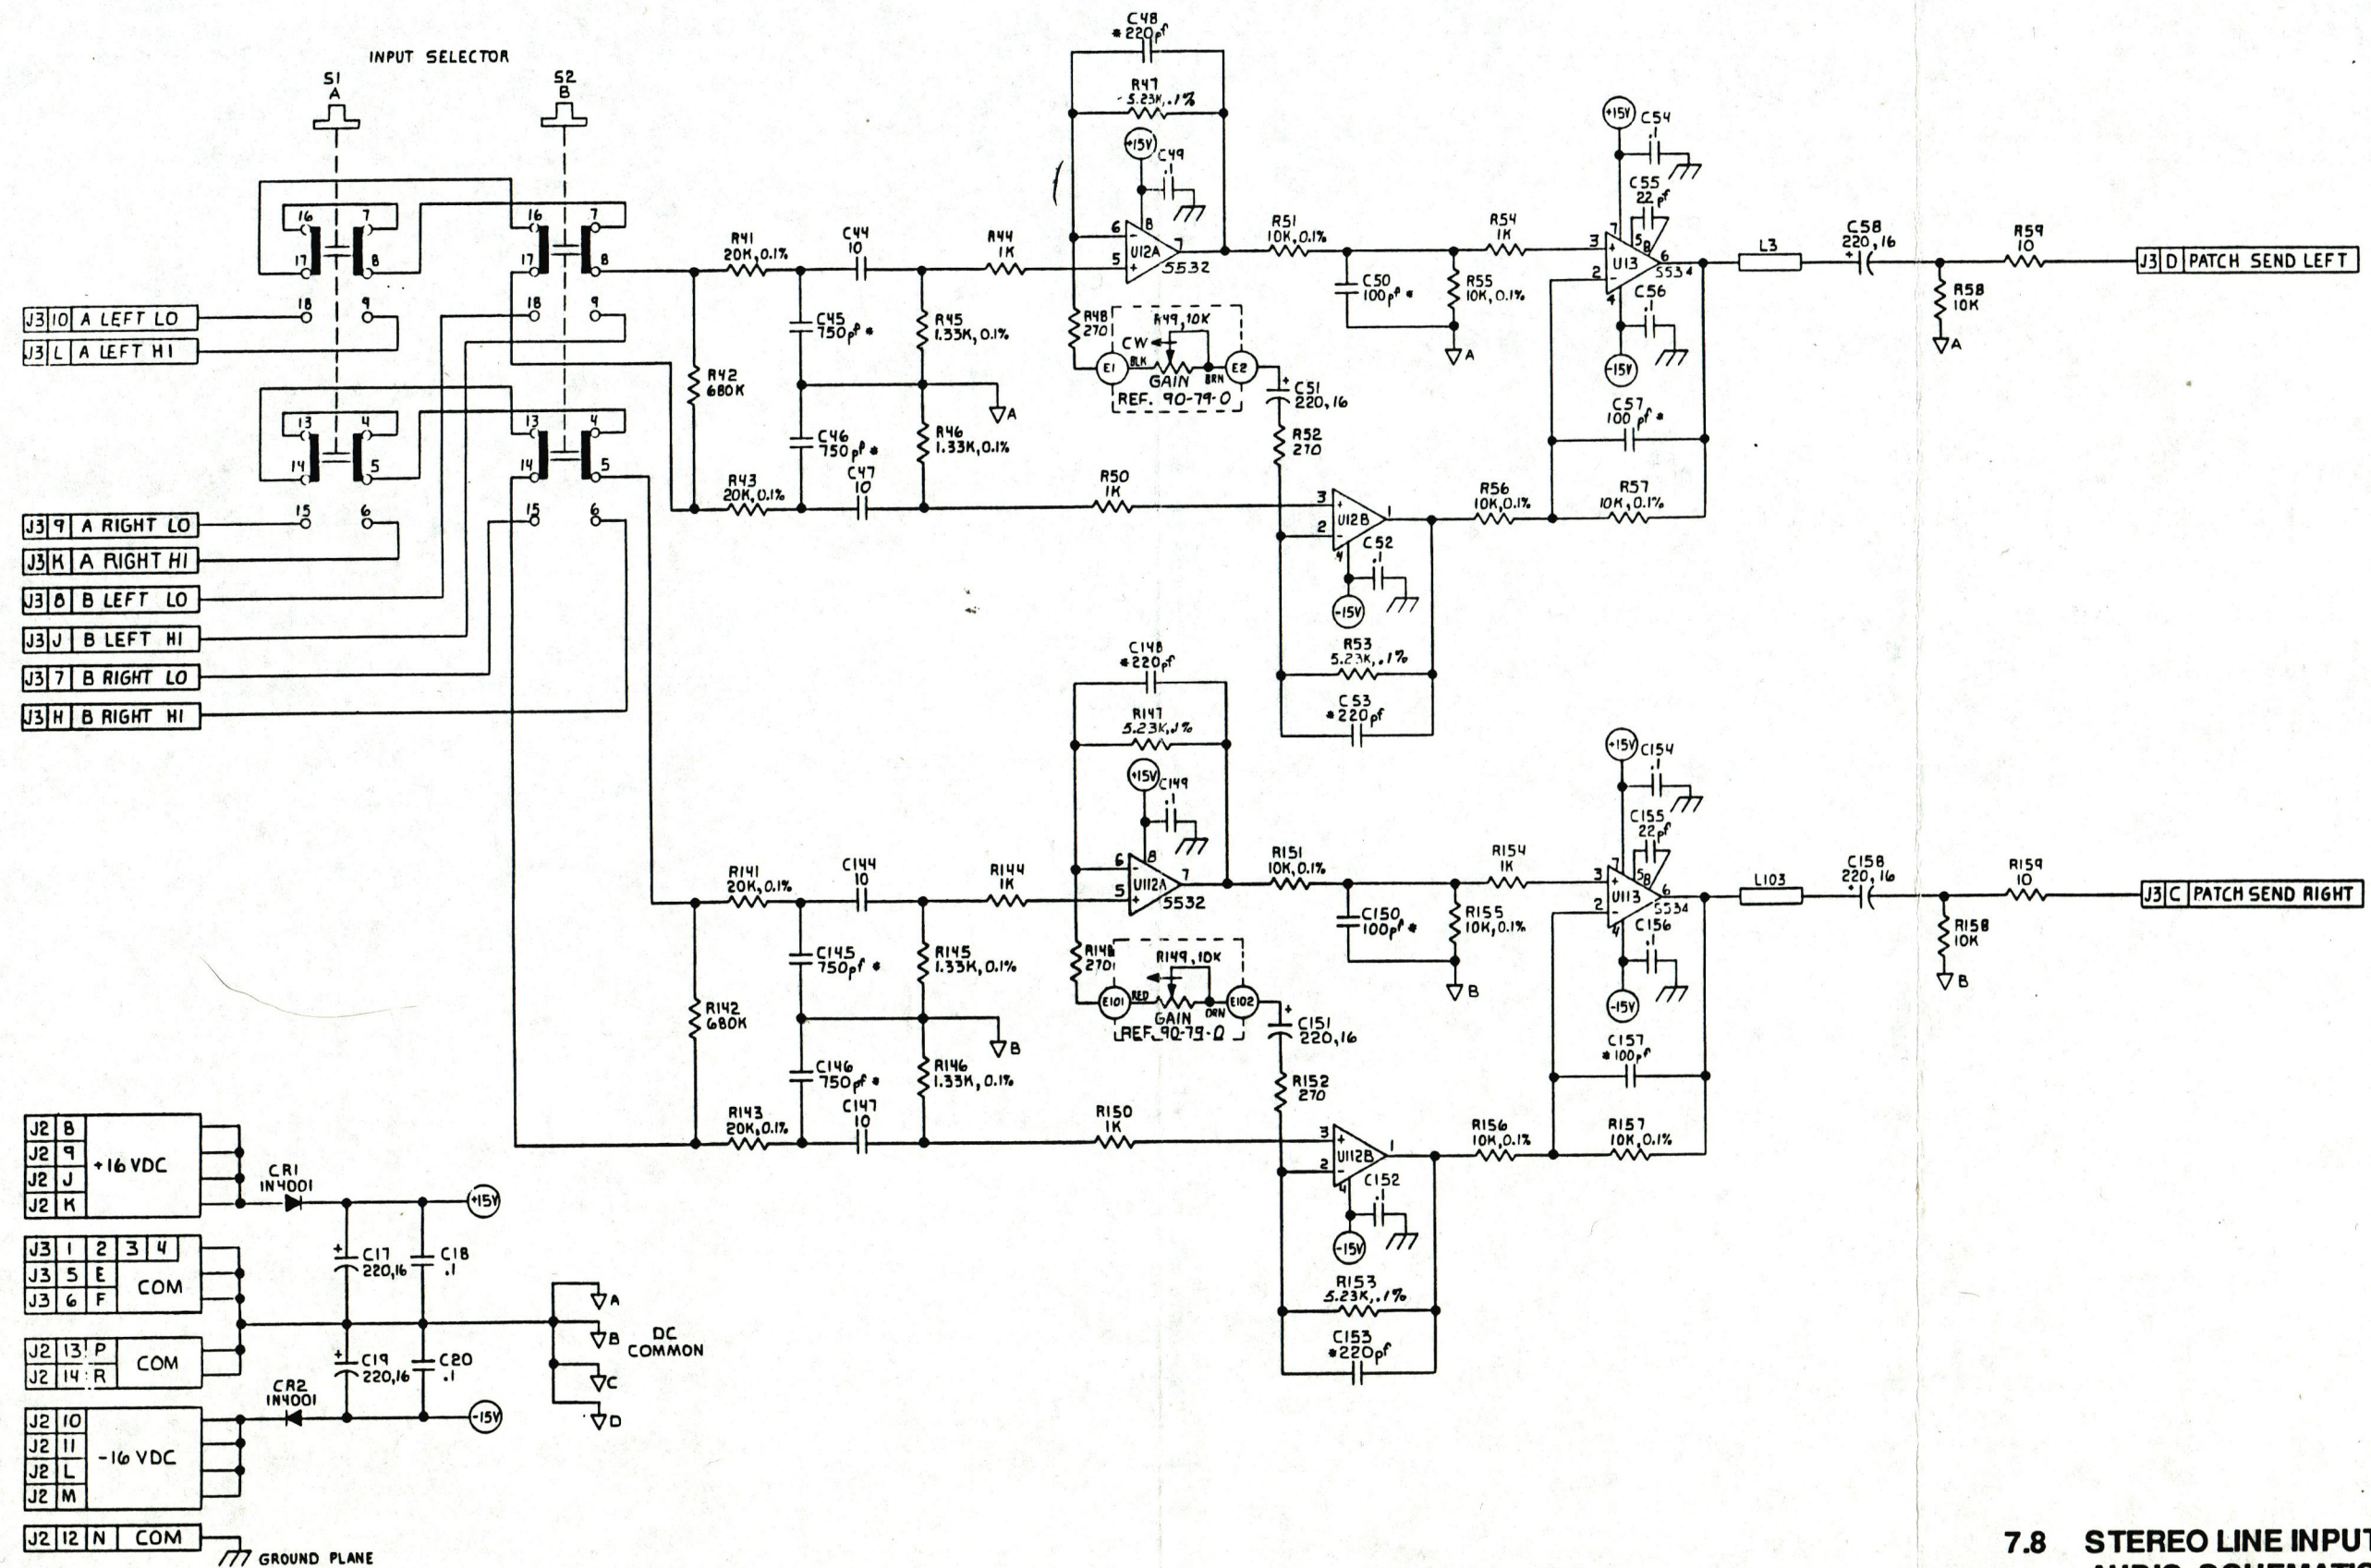 INPUT SELECTOR
S1
A
S2
B
16
7
17
8
18
9
16
7
17
8
18
9
13
4
14
5
15
6
13
4
14
5
15
6
J3 10 A LEFT LO
J3 L A LEFT HI
J3 9 A RIGHT LO
J3 K A RIGHT HI
J3 8 B LEFT LO
J3 J B LEFT HI
J3 7 B RIGHT LO
J3 H B RIGHT HI
R41
20K,0.1%
C44
10
R44
1K
R42
680K
C45
750pf *
R45
1.33K,0.1%
A
C46
750pf *
R46
1.33K,0.1%
R43
20K,0.1%
C47
10
R50
1K
C48
*220pf
R47
5.23K,.1%
+15V
C49
.1
8
6
5
7
U12A
5532
R48
270
R49,10K
CW
E1
BLK
GAIN
BRN
E2
REF. 90-79-0
C51
220,16
R52
270
3
2
1
4
U12B
C52
.1
-15V
R53
5.23K,.1%
C53
*220pf
R51
10K,0.1%
C50
100pf *
R55
10K,0.1%
A
R54
1K
+15V
C54
.1
C55
22pf
7
5
8
3
2
6
4
U13
5534
C56
.1
-15V
C57
100pf *
R56
10K,0.1%
R57
10K,0.1%
L3
C58
220,16
R58
10K
A
R59
10
J3 D PATCH SEND LEFT
R141
20K,0.1%
C144
10
R144
1K
R142
680K
C145
750pf *
R145
1.33K,0.1%
B
C146
750pf *
R146
1.33K,0.1%
R143
20K,0.1%
C147
10
R150
1K
C148
*220pf
R147
5.23K,.1%
+15V
C149
.1
8
6
5
7
U112A
5532
R148
270
R149,10K
E101
RED
GAIN
ORN
E102
REF. 90-79-0
C151
220,16
R152
270
3
2
1
4
U112B
C152
.1
-15V
R153
5.23K,.1%
C153
*220pf
R151
10K,0.1%
C150
100pf *
R155
10K,0.1%
B
R154
1K
+15V
C154
.1
C155
22pf
7
5
8
3
2
6
4
U113
5534
C156
.1
-15V
C157
*100pf
R156
10K,0.1%
R157
10K,0.1%
L103
C158
220,16
R158
10K
B
R159
10
J3 C PATCH SEND RIGHT
J2 8
J2 9
J2 J
J2 K
+16 VDC
CR1
1N4001
+15V
J3 1 2 3 4
J3 5 E
J3 6 F
COM
C17
220,16
C18
.1
J2 13 P
J2 14 R
COM
C19
220,16
C20
.1
A
B
C
D
DC
COMMON
CR2
1N4001
-15V
J2 10
J2 11
J2 L
J2 M
-16 VDC
J2 12 N COM
GROUND PLANE
7.8 STEREO LINE INPUT